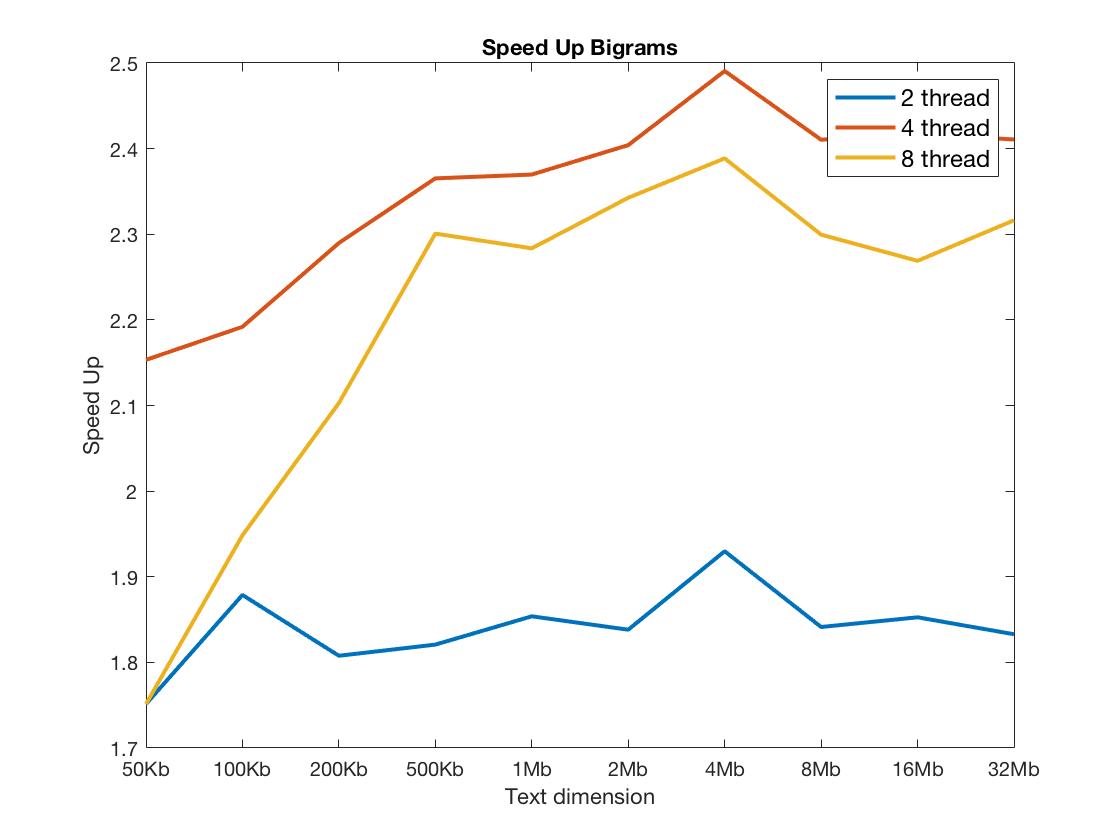 Speed Up Bigrams
2.5
2.4
2.3
2.2
2.1
2
1.9
1.8
1.7
Speed Up
2 thread
4 thread
8 thread
50Kb 100Kb 200Kb 500Kb 1Mb 2Mb 4Mb 8Mb 16Mb 32Mb
Text dimension